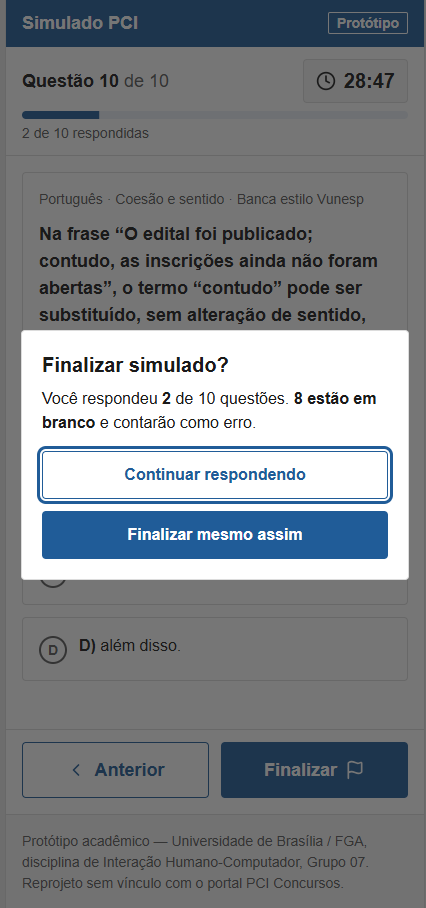 Simulado PCI
Protótipo
Questão 10 de 10
28:47
2 de 10 respondidas
Português · Coesão e sentido · Banca estilo Vunesp
Na frase “O edital foi publicado;
contudo, as inscrições ainda não foram
abertas”, o termo “contudo” pode ser
substituído, sem alteração de sentido,
Finalizar simulado?
Você respondeu 2 de 10 questões. 8 estão em
branco e contarão como erro.
Continuar respondendo
Finalizar mesmo assim
D D) além disso.
Anterior
Finalizar
Protótipo acadêmico — Universidade de Brasília / FGA,
disciplina de Interação Humano-Computador, Grupo 07.
Reprojeto sem vínculo com o portal PCI Concursos.